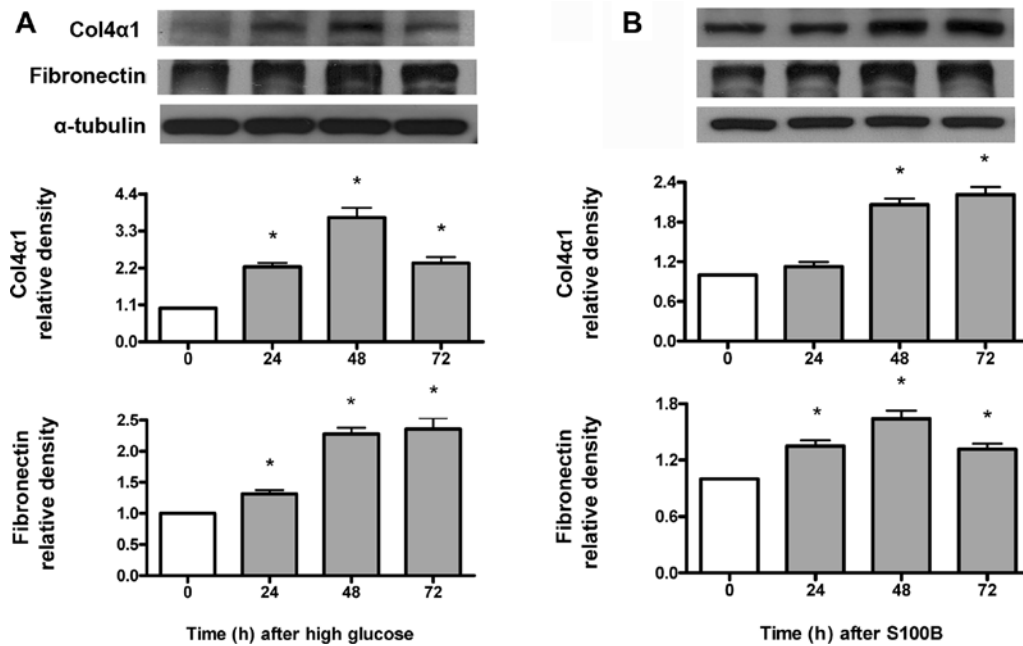 A
Col4α1
Fibronectin
α-tubulin
Col4α1
relative density
4.4
3.3
2.2
1.1
0.0
* * *
0 24 48 72
Fibronectin
relative density
2.5
2.0
1.5
1.0
0.5
0.0
* * *
0 24 48 72
Time (h) after high glucose
B
Col4α1
relative density
2.4
1.8
1.2
0.6
0.0
* *
0 24 48 72
Fibronectin
relative density
1.8
1.2
0.6
0.0
* * *
0 24 48 72
Time (h) after S100B